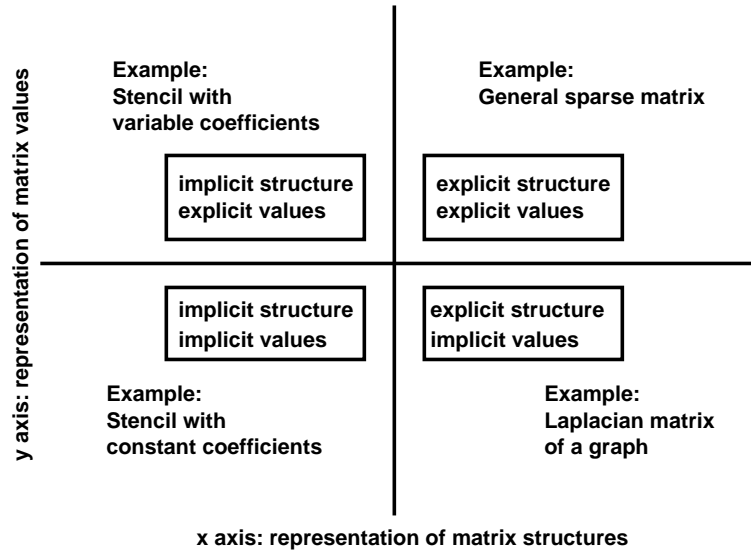 y axis: representation of matrix values
Example:
Stencil with
variable coefficients
implicit structure
explicit values
Example:
General sparse matrix
explicit structure
explicit values
implicit structure
implicit values
Example:
Stencil with
constant coefficients
explicit structure
implicit values
Example:
Laplacian matrix
of a graph
x axis: representation of matrix structures